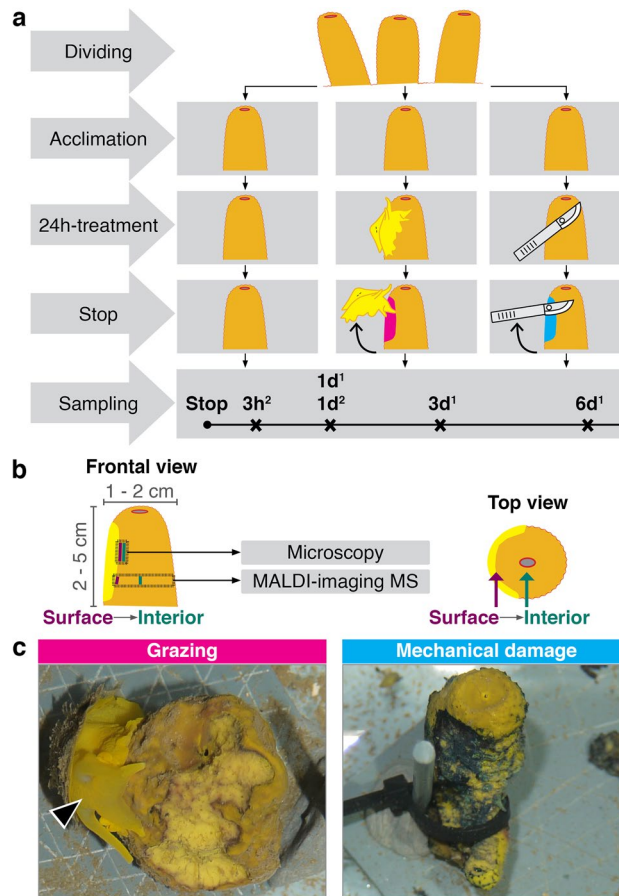 a
Dividing
Acclimation
24h-treatment
Stop
Sampling
1d¹
Stop 3h² 1d² 3d¹ 6d¹
b
Frontal view
1 - 2 cm
2 - 5 cm
Microscopy
MALDI-imaging MS
Surface → Interior
Top view
Surface → Interior
c
Grazing
Mechanical damage